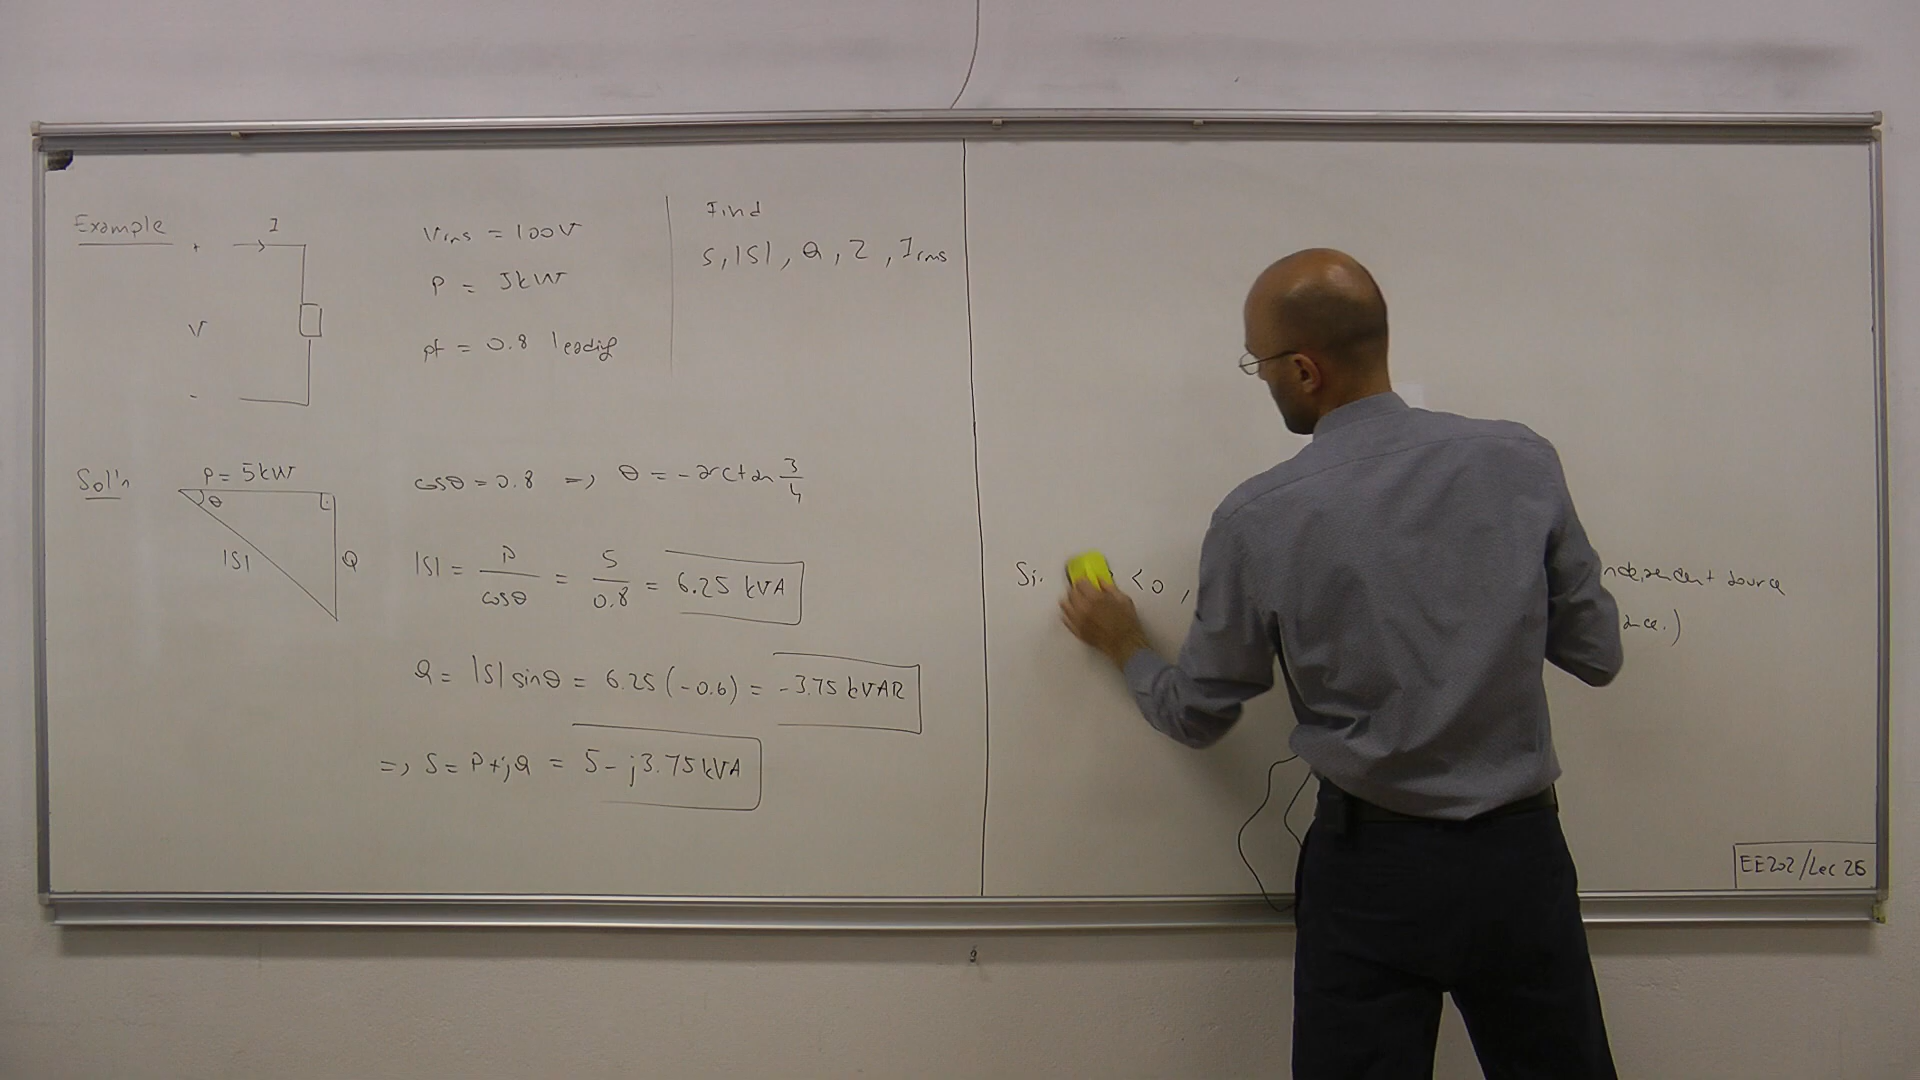 Example
+ I
V
-
Vrms = 100V
P = 5kW
pf = 0.8 leading
Find
S, |S|, Q, Z, Irms
Sol'n
P = 5kW
θ
|S|
Q
cosθ = 0.8 => θ = -arctan 3/4
|S| = P/cosθ = 5/0.8 = 6.25 kVA
Q = |S| sinθ = 6.25 (-0.6) = -3.75 kVAR
=> S = P + jQ = 5 - j3.75 kVA
< 0 ,
source
EE202/Lec 26